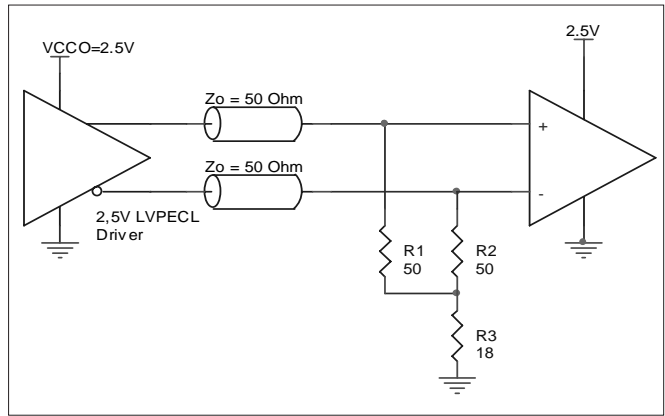 2.5V
VCCO=2.5V
Zo = 50 Ohm
+
Zo = 50 Ohm
-
2,5V LVPECL
Driver
R1
50
R2
50
R3
18